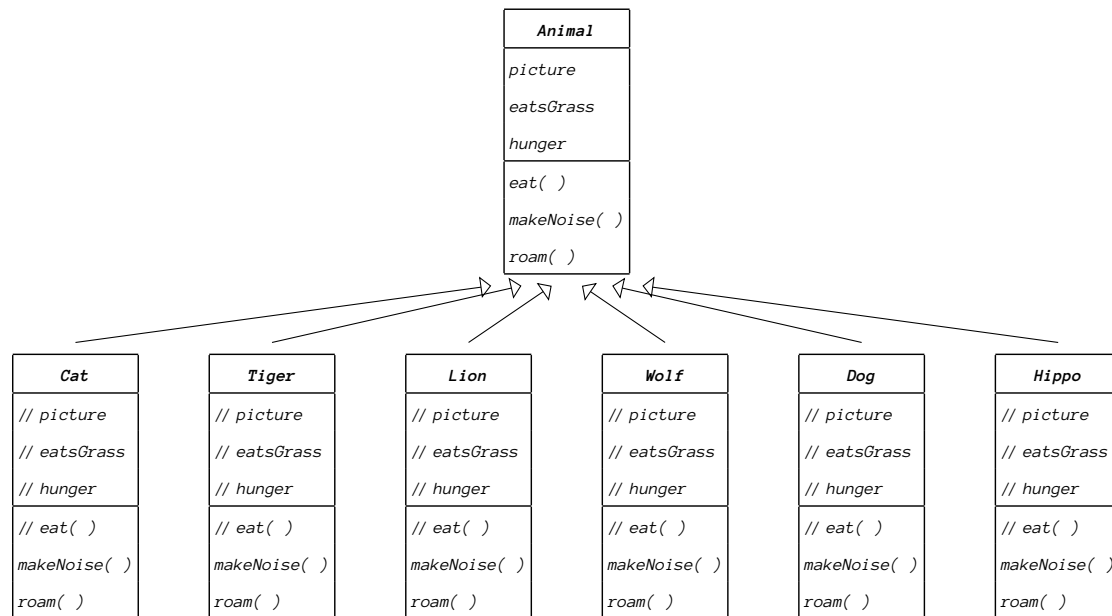 Animal
picture
eatsGrass
hunger
eat( )
makeNoise( )
roam( )
Cat
// picture
// eatsGrass
// hunger
// eat( )
makeNoise( )
roam( )
Tiger
// picture
// eatsGrass
// hunger
// eat( )
makeNoise( )
roam( )
Lion
// picture
// eatsGrass
// hunger
// eat( )
makeNoise( )
roam( )
Wolf
// picture
// eatsGrass
// hunger
// eat( )
makeNoise( )
roam( )
Dog
// picture
// eatsGrass
// hunger
// eat( )
makeNoise( )
roam( )
Hippo
// picture
// eatsGrass
// hunger
// eat( )
makeNoise( )
roam( )